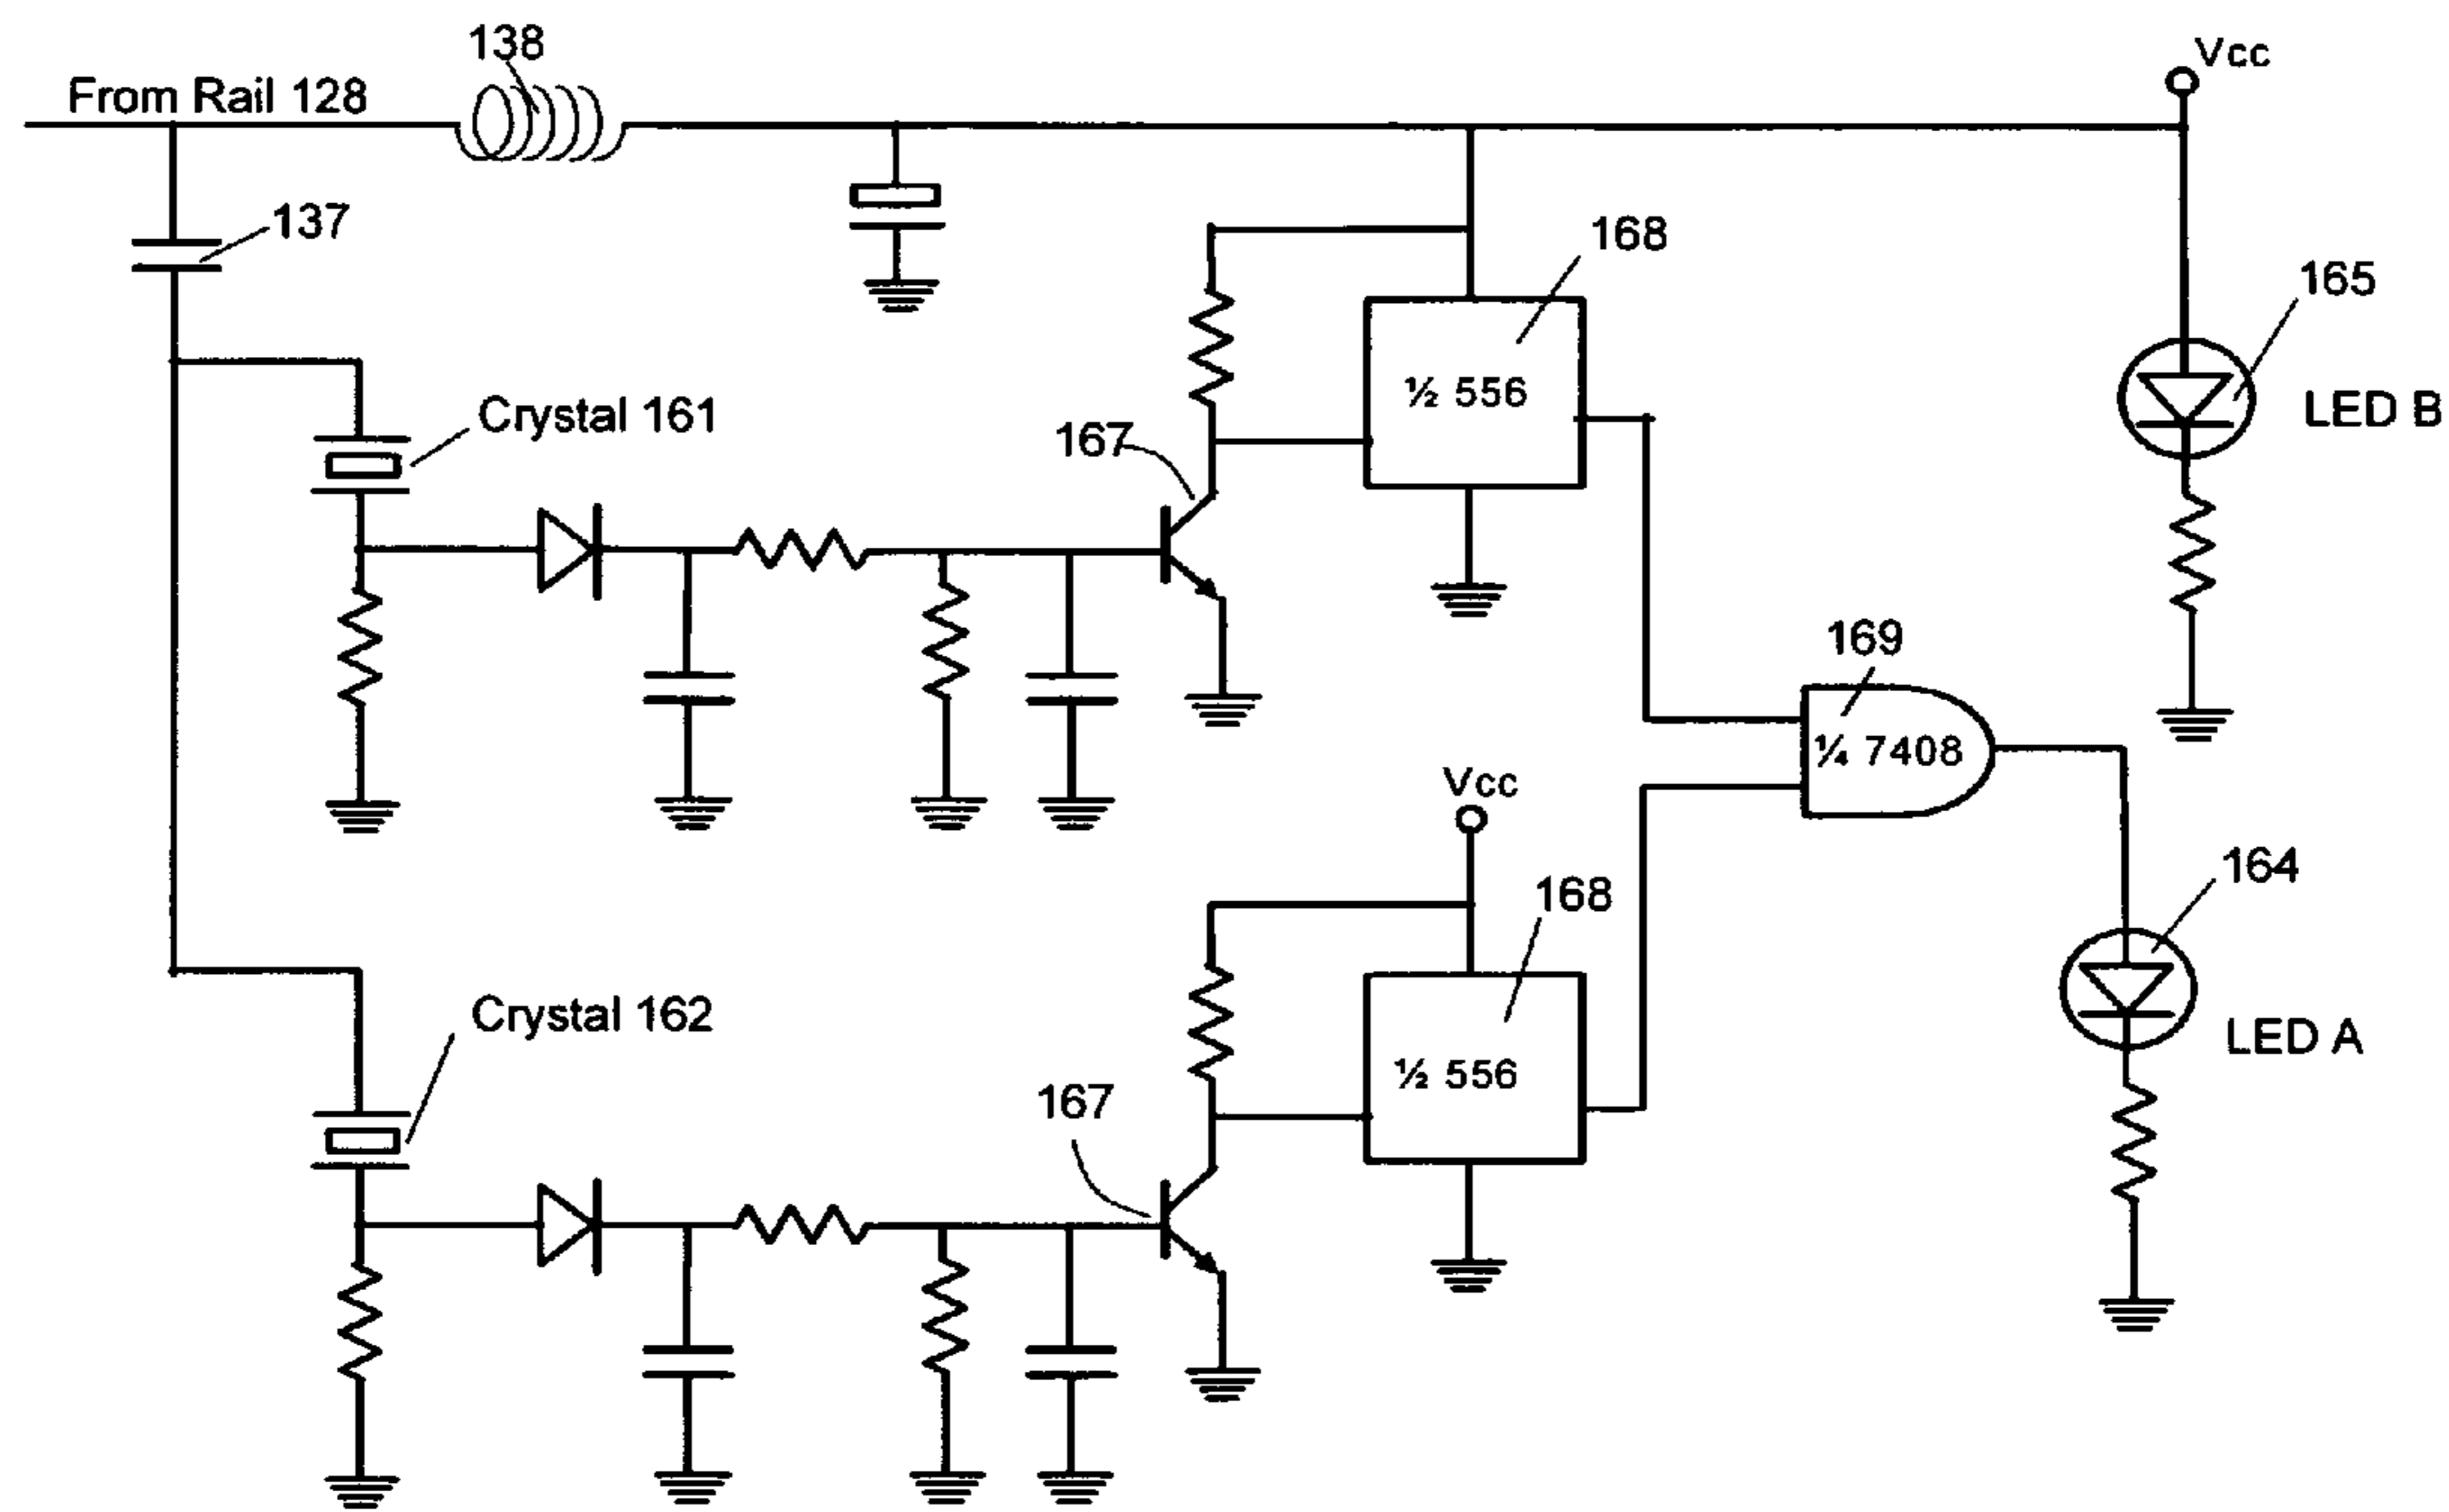 138
Vcc
From Rail 128
137
168
165
½ 556
LED B
Crystal 161
167
169
¼ 7408
Vcc
164
168
Crystal 162
LED A
½ 556
167